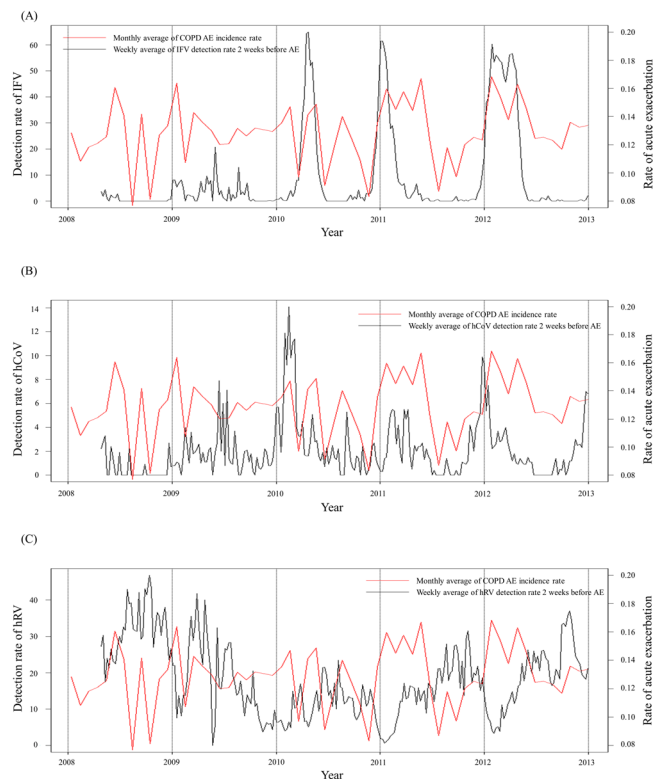 (A)
Monthly average of COPD AE incidence rate
Weekly average of IFV detection rate 2 weeks before AE
Detection rate of IFV
0 10 20 30 40 50 60
Rate of acute exacerbation
0.08 0.10 0.12 0.14 0.16 0.18 0.20
2008 2009 2010 2011 2012 2013
Year
(B)
Monthly average of COPD AE incidence rate
Weekly average of hCoV detection rate 2 weeks before AE
Detection rate of hCoV
0 2 4 6 8 10 12 14
Rate of acute exacerbation
0.08 0.10 0.12 0.14 0.16 0.18 0.20
2008 2009 2010 2011 2012 2013
Year
(C)
Monthly average of COPD AE incidence rate
Weekly average of hRV detection rate 2 weeks before AE
Detection rate of hRV
0 10 20 30 40
Rate of acute exacerbation
0.08 0.10 0.12 0.14 0.16 0.18 0.20
2008 2009 2010 2011 2012 2013
Year